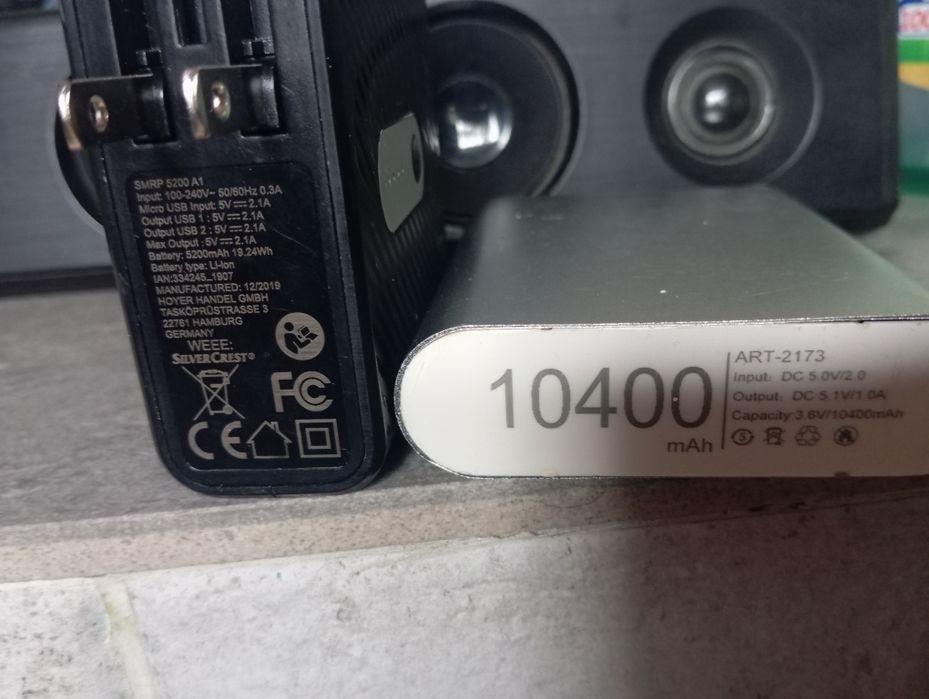 SMRP 5200 A1
Input: 100-240V~ 50/60Hz 0.3A
Micro USB Input: 5V⎓2.1A
Output USB 1 : 5V⎓2.1A
Output USB 2 : 5V⎓2.1A
Max Output : 5V⎓2.1A
Battery: 5200mAh 19.24Wh
Battery type: Li-Ion
IAN:334245_1907
MANUFACTURED: 12/2019
HOYER HANDEL GMBH
TASKÖPRÜSTRASSE 3
22761 HAMBURG
GERMANY
WEEE:
SILVERCREST®
FC
CE
10400
mAh
ART-2173
Input: DC 5.0V/2.0
Output: DC 5.1V/1.0A
Capacity:3.6V/10400mAh